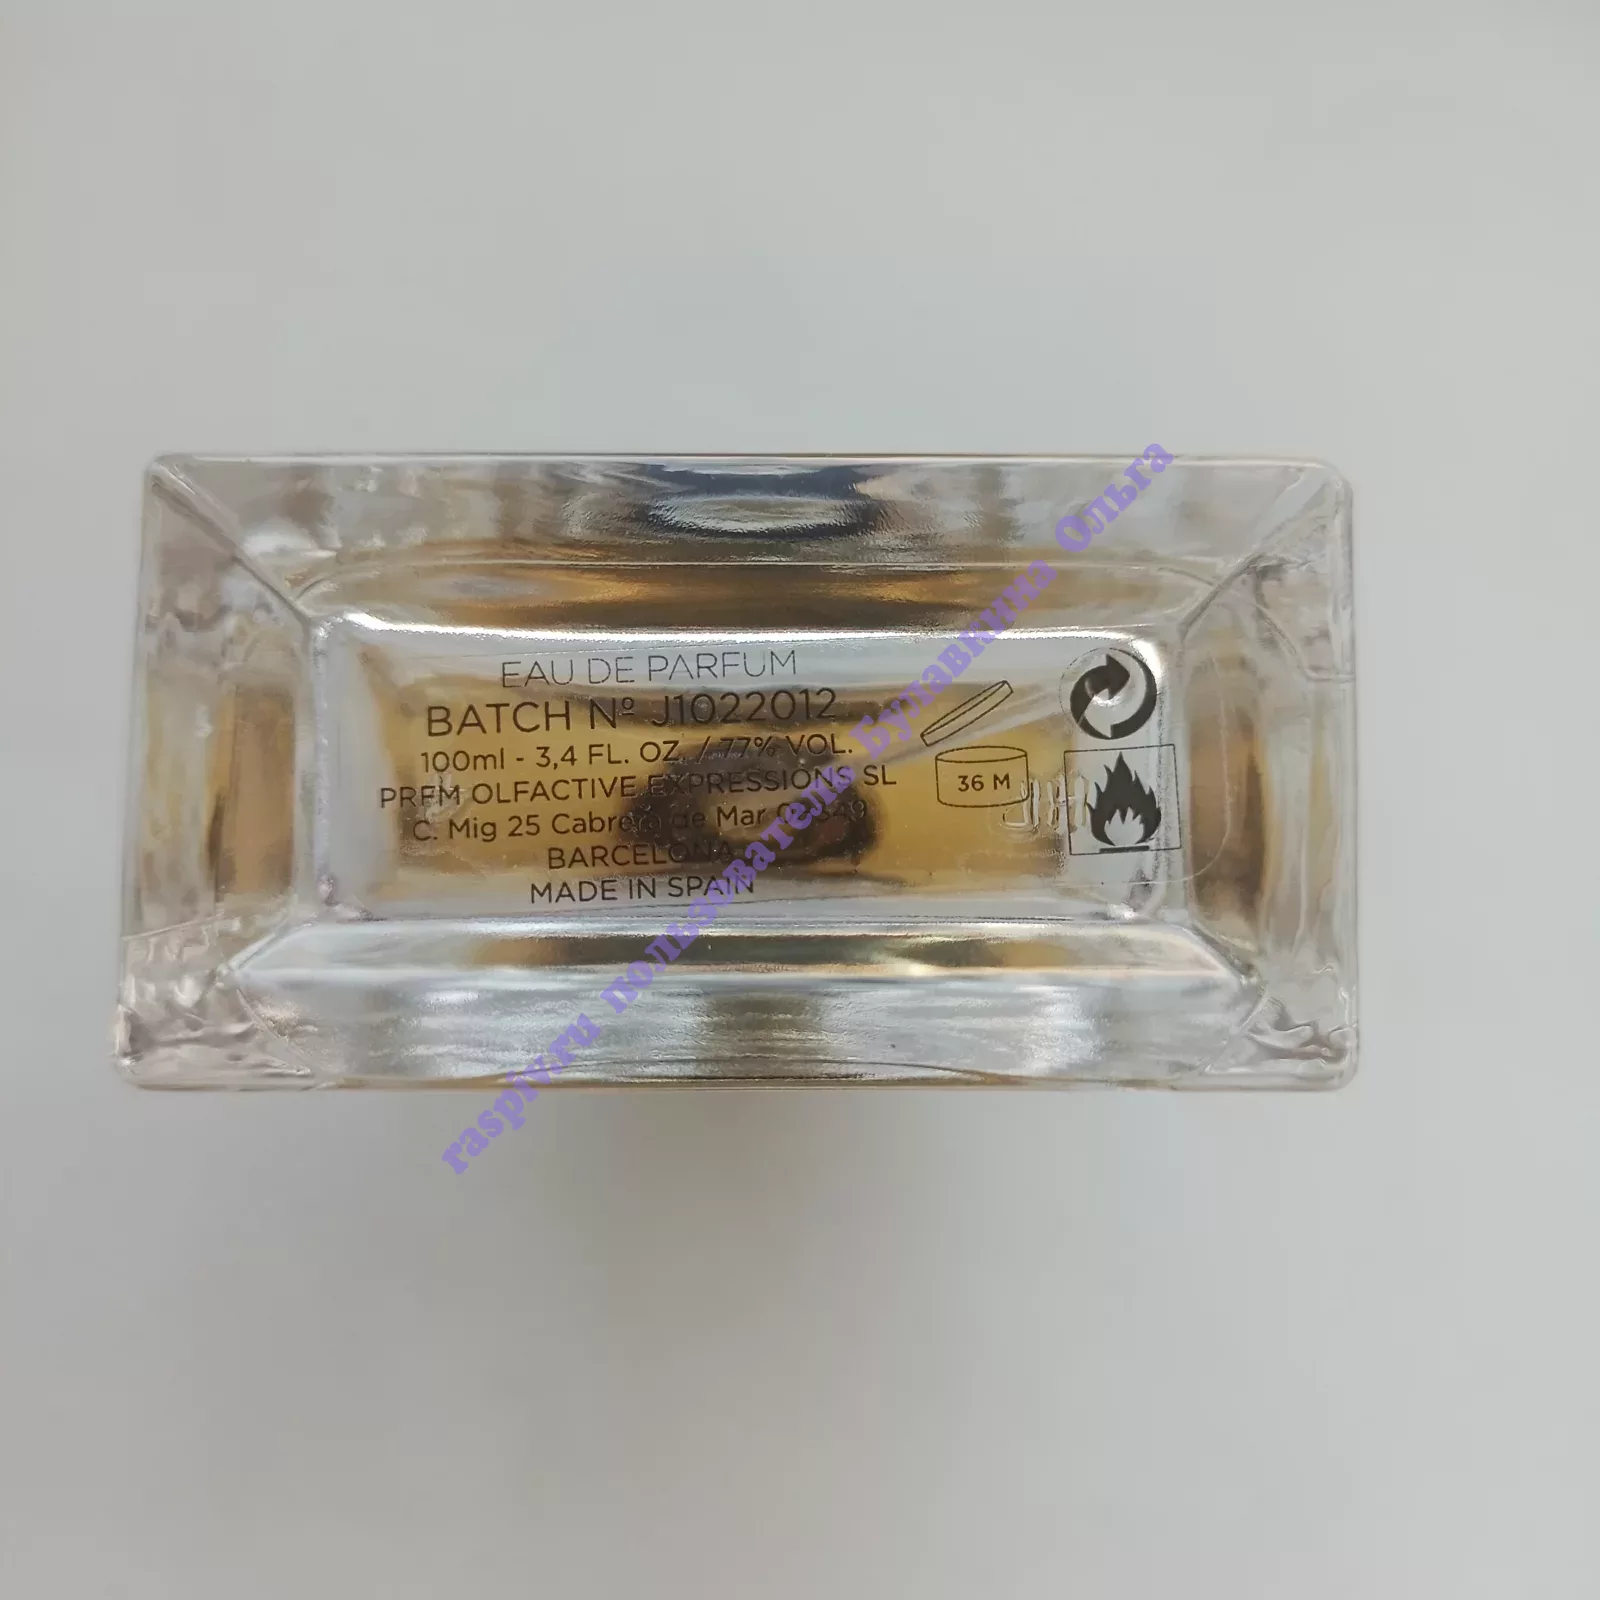 EAU DE PARFUM
BATCH Nº J1022012
100ml - 3,4 FL. OZ. / 77% VOL.
PRFM OLFACTIVE EXPRESSIONS SL
C. Mig 25 Cabrera de Mar 08349
BARCELONA
MADE IN SPAIN
36 M
raspiv.ru пользователь Булавкина Ольга